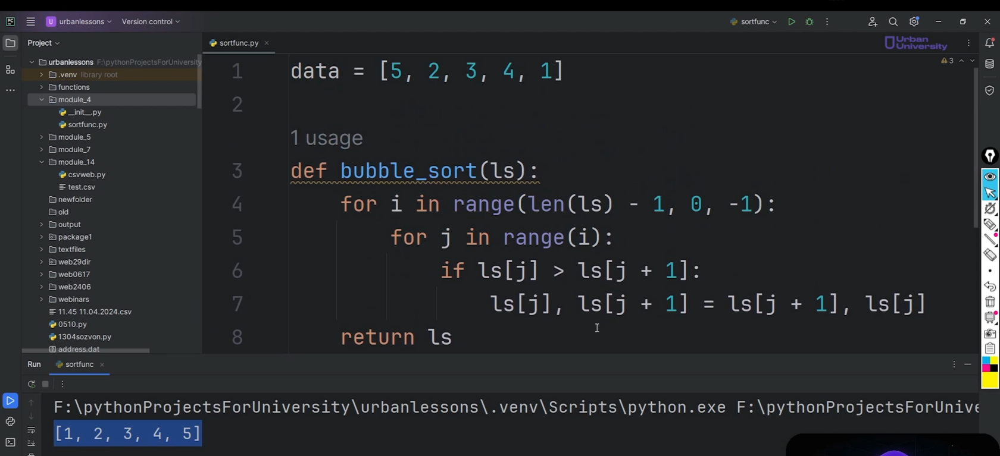 PC
U urbanlessons
Version control
sortfunc
Project
sortfunc.py
Urban
University
urbanlessons F:\pythonProjectsForUniversity
.venv library root
functions
module_4
__init__.py
sortfunc.py
module_5
module_7
module_14
csvweb.py
test.csv
newfolder
old
output
package1
textfiles
web29dir
web0617
web2406
webinars
11.45 11.04.2024.csv
0510.py
1304sozvon.py
address.dat
3
1 data = [5, 2, 3, 4, 1]
2
1 usage
3 def bubble_sort(ls):
4 for i in range(len(ls) - 1, 0, -1):
5 for j in range(i):
6 if ls[j] > ls[j + 1]:
7 ls[j], ls[j + 1] = ls[j + 1], ls[j]
8 return ls
Run
sortfunc
F:\pythonProjectsForUniversity\urbanlessons\.venv\Scripts\python.exe F:\pythonProjectsForUnive
[1, 2, 3, 4, 5]